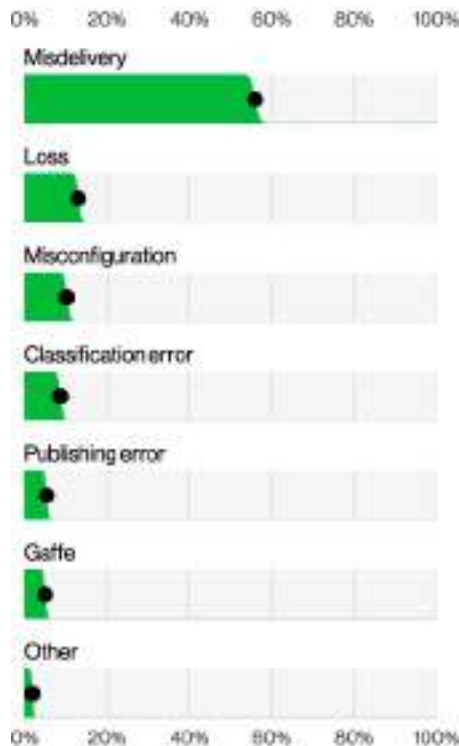 0% 20% 40% 60% 80% 100%
Misdelivery
Loss
Misconfiguration
Classification error
Publishing error
Gaffe
Other
0% 20% 40% 60% 80% 100%